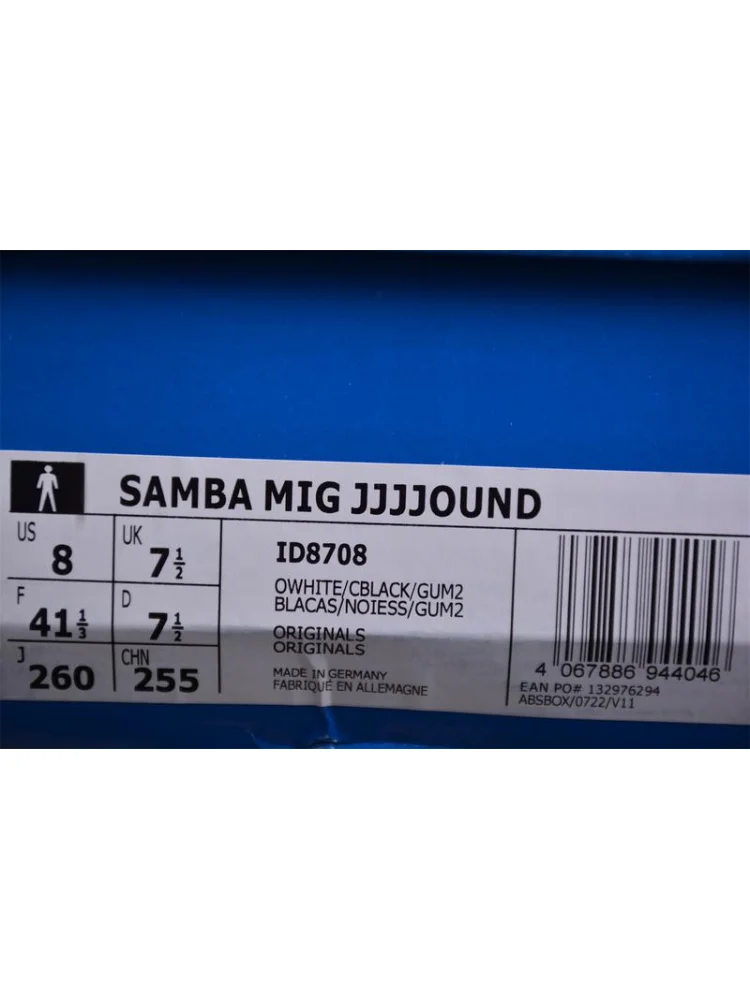 SAMBA MIG JJJJOUND
US 8 UK 7 1/2
F 41 1/3 D 7 1/2
J 260 CHN 255
ID8708
OWHITE/CBLACK/GUM2
BLACAS/NOIESS/GUM2
ORIGINALS
ORIGINALS
MADE IN GERMANY
FABRIQUÉ EN ALLEMAGNE
4 067886 944046
EAN PO# 132976294
ABSBOX/0722/V11